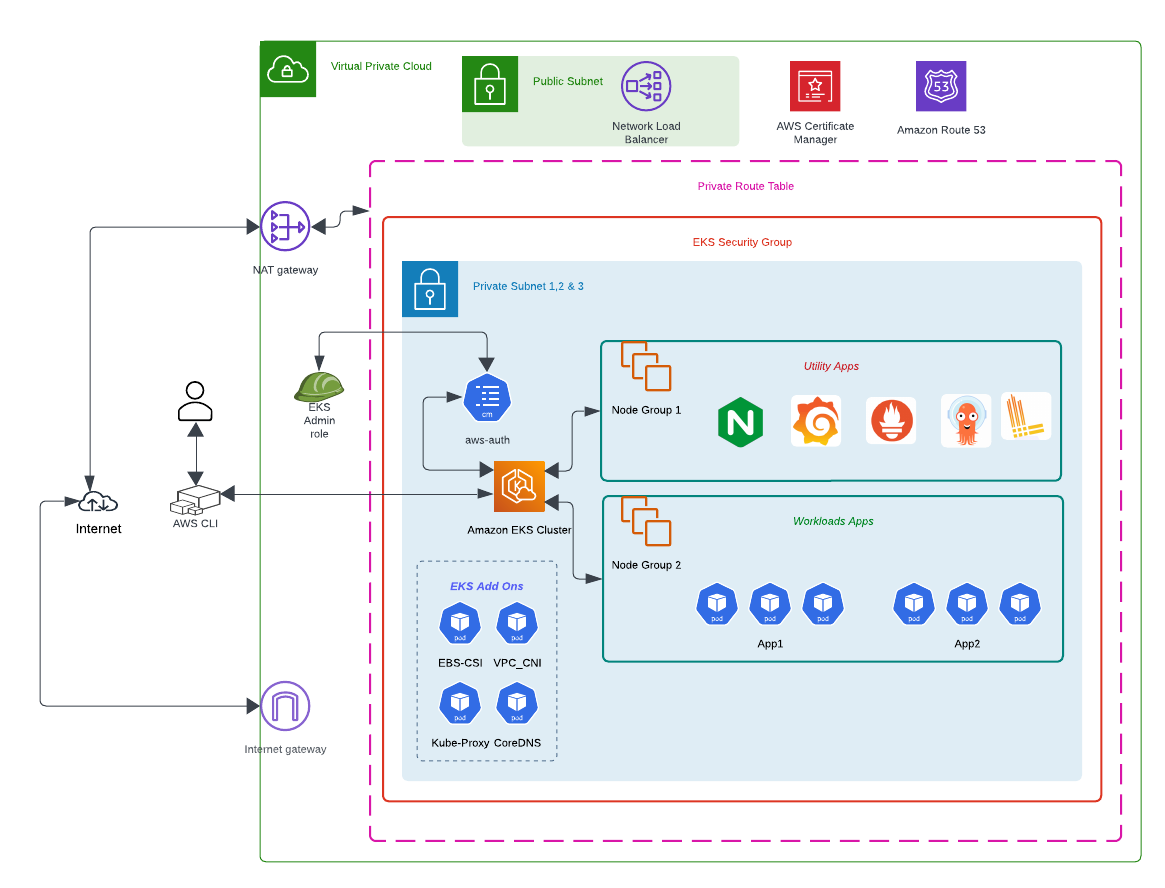 Virtual Private Cloud
Public Subnet
Network Load
Balancer
AWS Certificate
Manager
53
Amazon Route 53
Private Route Table
EKS Security Group
NAT gateway
Private Subnet 1,2 & 3
EKS
Admin
role
cm
aws-auth
Utility Apps
Node Group 1
N
K
Amazon EKS Cluster
Internet
AWS CLI
Workloads Apps
Node Group 2
pod
pod
pod
pod
pod
pod
App1
App2
EKS Add Ons
pod
pod
EBS-CSI
VPC_CNI
pod
pod
Kube-Proxy
CoreDNS
Internet gateway